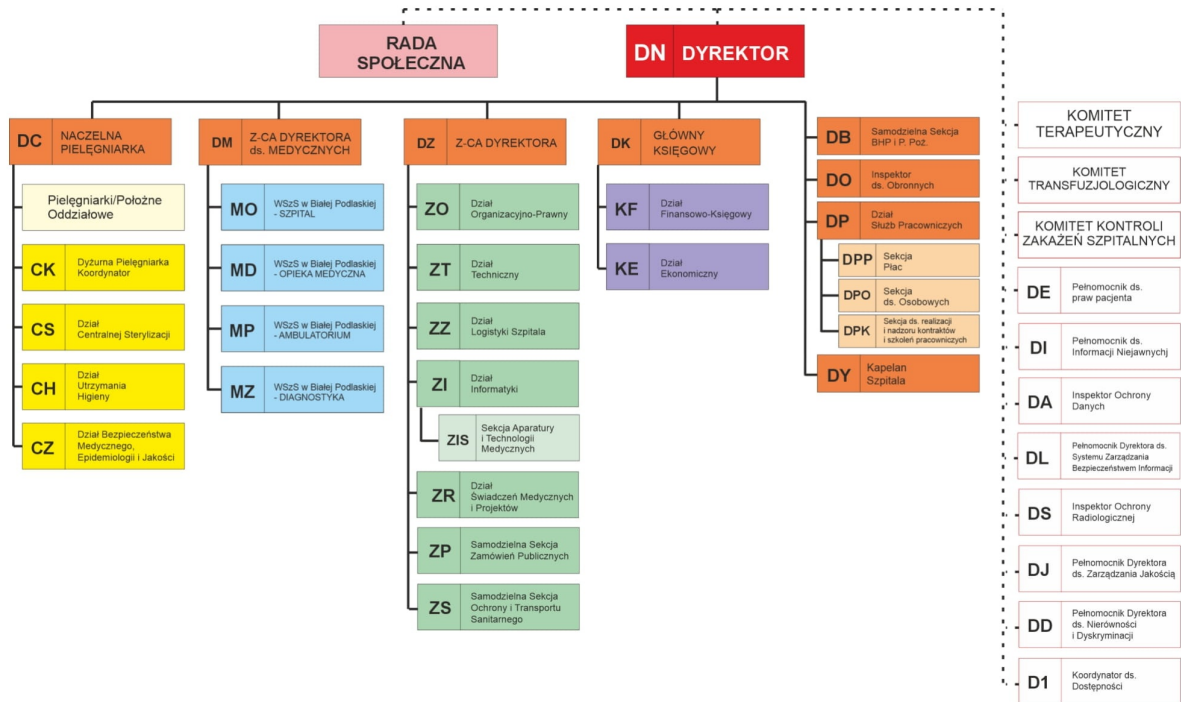 RADA
SPOŁECZNA
DN DYREKTOR
DC NACZELNA
PIELĘGNIARKA
Pielęgniarki/Położne
Oddziałowe
CK Dyżurna Pielęgniarka
Koordynator
CS Dział
Centralnej Sterylizacji
CH Dział
Utrzymania
Higieny
CZ Dział Bezpieczeństwa
Medycznego,
Epidemiologii i Jakości
DM Z-CA DYREKTORA
ds. MEDYCZNYCH
MO WSzS w Białej Podlaskiej
- SZPITAL
MD WSzS w Białej Podlaskiej
- OPIEKA MEDYCZNA
MP WSzS w Białej Podlaskiej
- AMBULATORIUM
MZ WSzS w Białej Podlaskiej
- DIAGNOSTYKA
DZ Z-CA DYREKTORA
ZO Dział
Organizacyjno-Prawny
ZT Dział
Techniczny
ZZ Dział
Logistyki Szpitala
ZI Dział
Informatyki
ZIS Sekcja Aparatury
i Technologii
Medycznych
ZR Dział
Świadczeń Medycznych
i Projektów
ZP Samodzielna Sekcja
Zamówień Publicznych
ZS Samodzielna Sekcja
Ochrony i Transportu
Sanitarnego
DK GŁÓWNY
KSIĘGOWY
KF Dział
Finansowo-Księgowy
KE Dział
Ekonomiczny
DB Samodzielna Sekcja
BHP i P. Poż.
DO Inspektor
ds. Obronnych
DP Dział
Służb Pracowniczych
DPP Sekcja
Płac
DPO Sekcja
ds. Osobowych
DPK Sekcja ds. realizacji
i nadzoru kontraktów
i szkoleń pracowniczych
DY Kapelan
Szpitala
KOMITET
TERAPEUTYCZNY
KOMITET
TRANSFUZJOLOGICZNY
KOMITET KONTROLI
ZAKAŻEŃ SZPITALNYCH
DE Pełnomocnik ds.
praw pacjenta
DI Pełnomocnik ds.
Informacji Niejawnychj
DA Inspektor Ochrony
Danych
DL Pełnomocnik Dyrektora ds.
Systemu Zarządzania
Bezpieczeństwem Informacji
DS Inspektor Ochrony
Radiologicznej
DJ Pełnomocnik Dyrektora
ds. Zarządzania Jakością
DD Pełnomocnik Dyrektora
ds. Nierówności
i Dyskryminacji
D1 Koordynator ds.
Dostępności